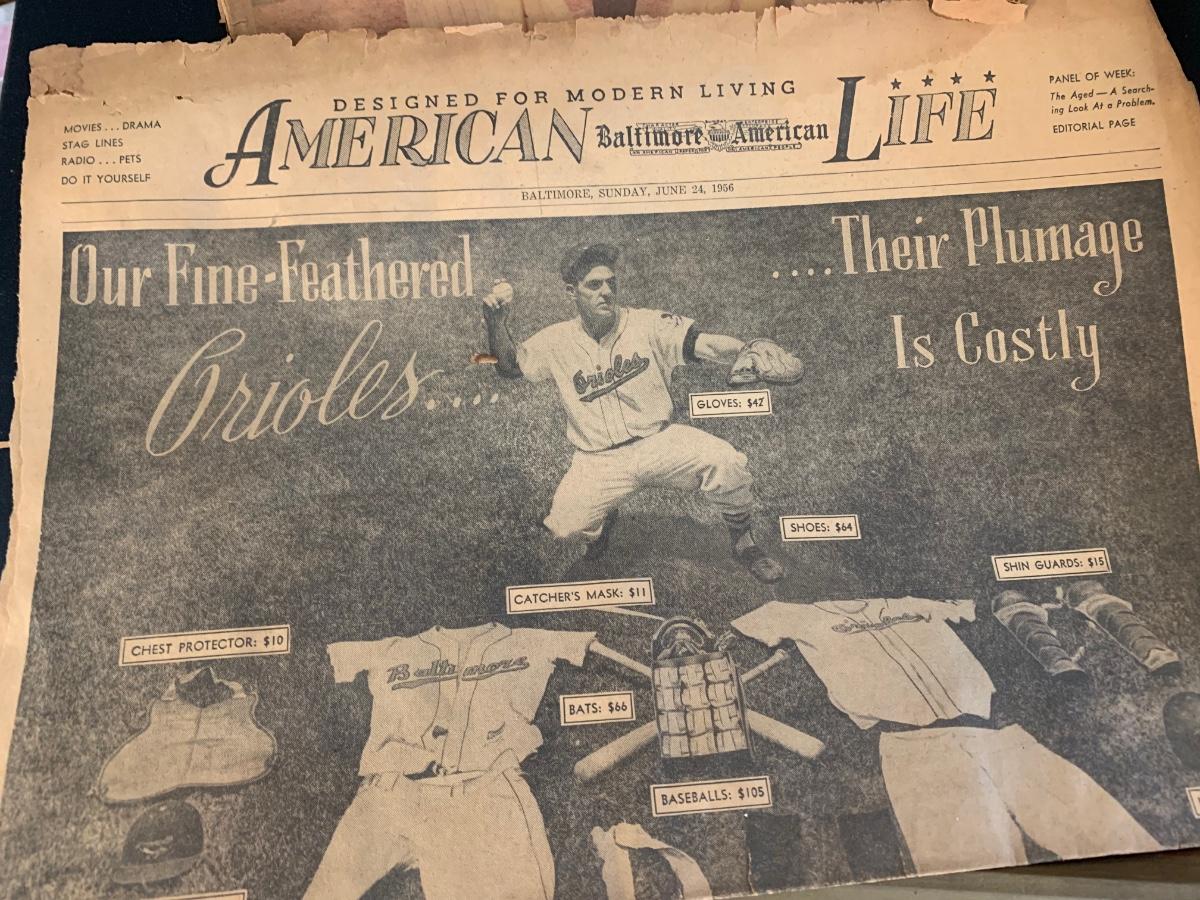 DESIGNED FOR MODERN LIVING
AMERICAN Baltimore American LIFE
MOVIES...DRAMA
STAG LINES
RADIO...PETS
DO IT YOURSELF
PANEL OF WEEK:
The Aged — A Search-
ing Look At a Problem.
EDITORIAL PAGE
BALTIMORE, SUNDAY, JUNE 24, 1956
Our Fine-Feathered
Orioles....
....Their Plumage
Is Costly
Orioles
GLOVES: $42
SHOES: $64
SHIN GUARDS: $15
CATCHER'S MASK: $11
CHEST PROTECTOR: $10
Baltimore
Orioles
BATS: $66
BASEBALLS: $105